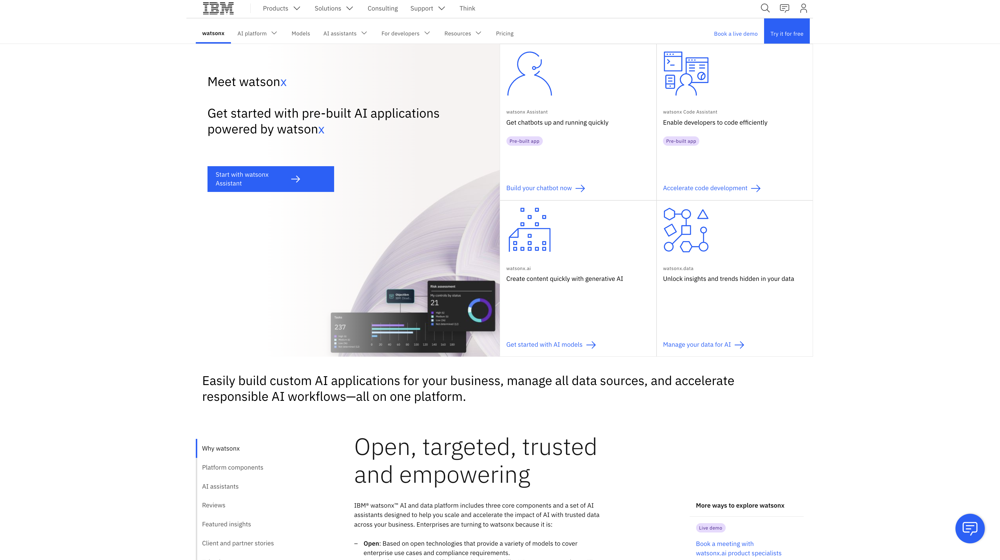 IBM
Products
Solutions
Consulting
Support
Think
watsonx
AI platform
Models
AI assistants
For developers
Resources
Pricing
Book a live demo
Try it for free
Meet watsonx
Get started with pre-built AI applications
powered by watsonx
Start with watsonx
Assistant
watsonx Assistant
Get chatbots up and running quickly
Pre-built app
Build your chatbot now
watsonx Code Assistant
Enable developers to code efficiently
Pre-built app
Accelerate code development
watsonx.ai
Create content quickly with generative AI
Get started with AI models
watsonx.data
Unlock insights and trends hidden in your data
Manage your data for AI
Objectibm
IBM Cloud...
Risk assessment
My controls by status
21
High (6)
Medium (6)
Low (36)
Not determined (12)
Tasks
237
High (6)
Medium (6)
Low (36)
Not determined (12)
0 20 40 60 80 100 120 140 160 180
Easily build custom AI applications for your business, manage all data sources, and accelerate
responsible AI workflows—all on one platform.
Why watsonx
Platform components
AI assistants
Reviews
Featured insights
Client and partner stories
Open, targeted, trusted
and empowering
IBM® watsonx™ AI and data platform includes three core components and a set of AI
assistants designed to help you scale and accelerate the impact of AI with trusted data
across your business. Enterprises are turning to watsonx because it is:
– Open: Based on open technologies that provide a variety of models to cover
enterprise use cases and compliance requirements.
More ways to explore watsonx
Live demo
Book a meeting with
watsonx.ai product specialists